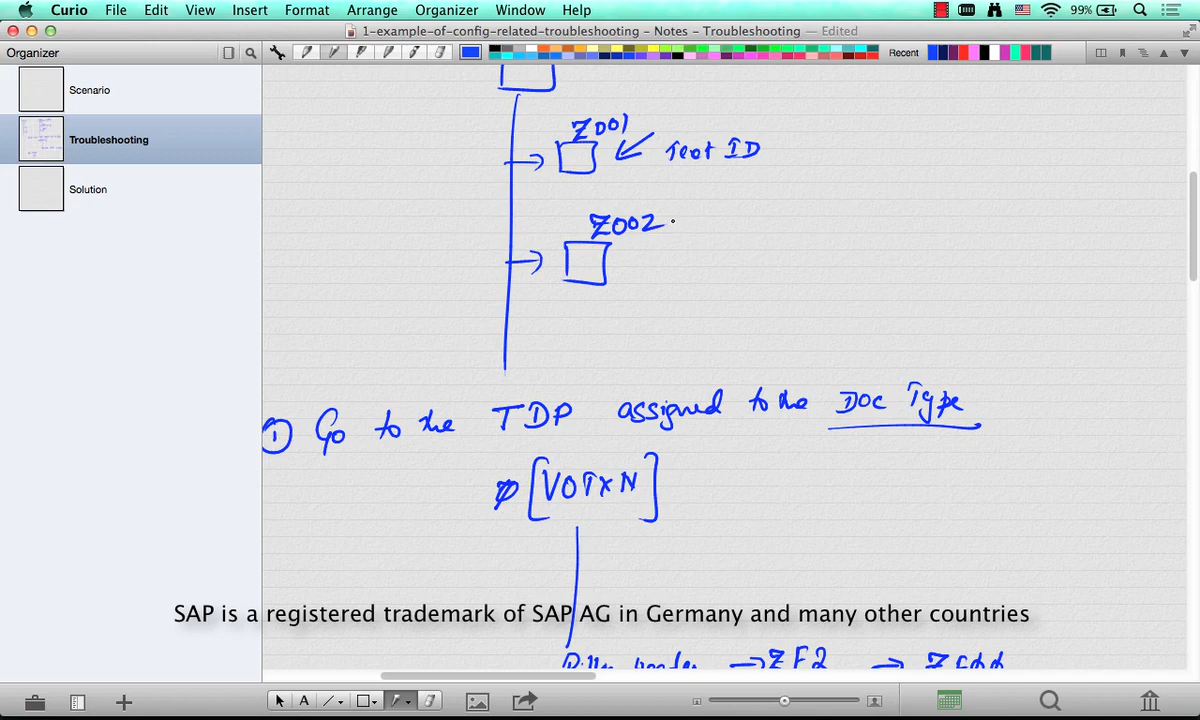 Curio File Edit View Insert Format Arrange Organizer Window Help 99%
1-example-of-config-related-troubleshooting — Notes – Troubleshooting — Edited
Organizer
Recent
Scenario
Troubleshooting
Solution
Z001
Text ID
Z002
① Go to the TDP assigned to the Doc Type
[VOTXN]
SAP is a registered trademark of SAP AG in Germany and many other countries
→ ZF2 →
A